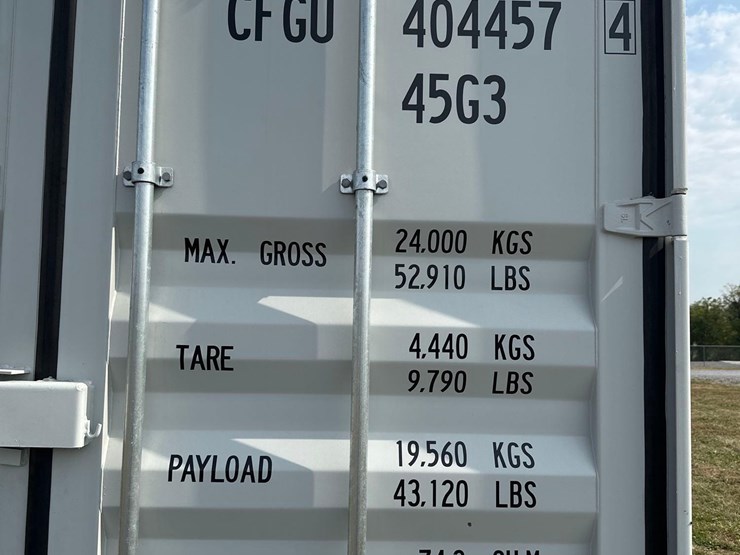 CFGU 404457 4
45G3
MAX. GROSS 24.000 KGS
52.910 LBS
TARE 4.440 KGS
9.790 LBS
PAYLOAD 19.560 KGS
43.120 LBS